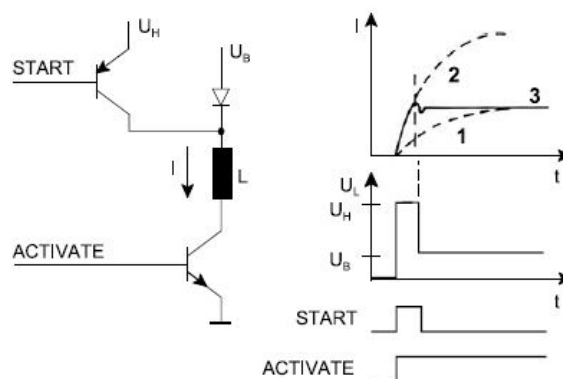 U_H
U_B
START
I
L
ACTIVATE
I
2
3
1
t
U_L
U_H
U_B
t
START
ACTIVATE